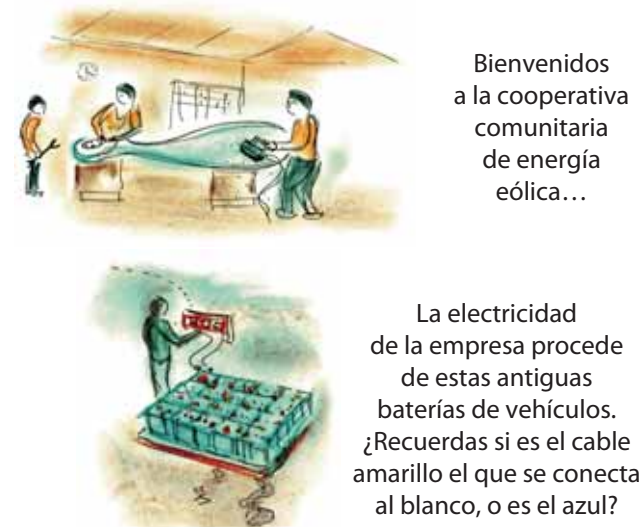 Bienvenidos
a la cooperativa
comunitaria
de energía
eólica…
La electricidad
de la empresa procede
de estas antiguas
baterías de vehículos.
¿Recuerdas si es el cable
amarillo el que se conecta
al blanco, o es el azul?